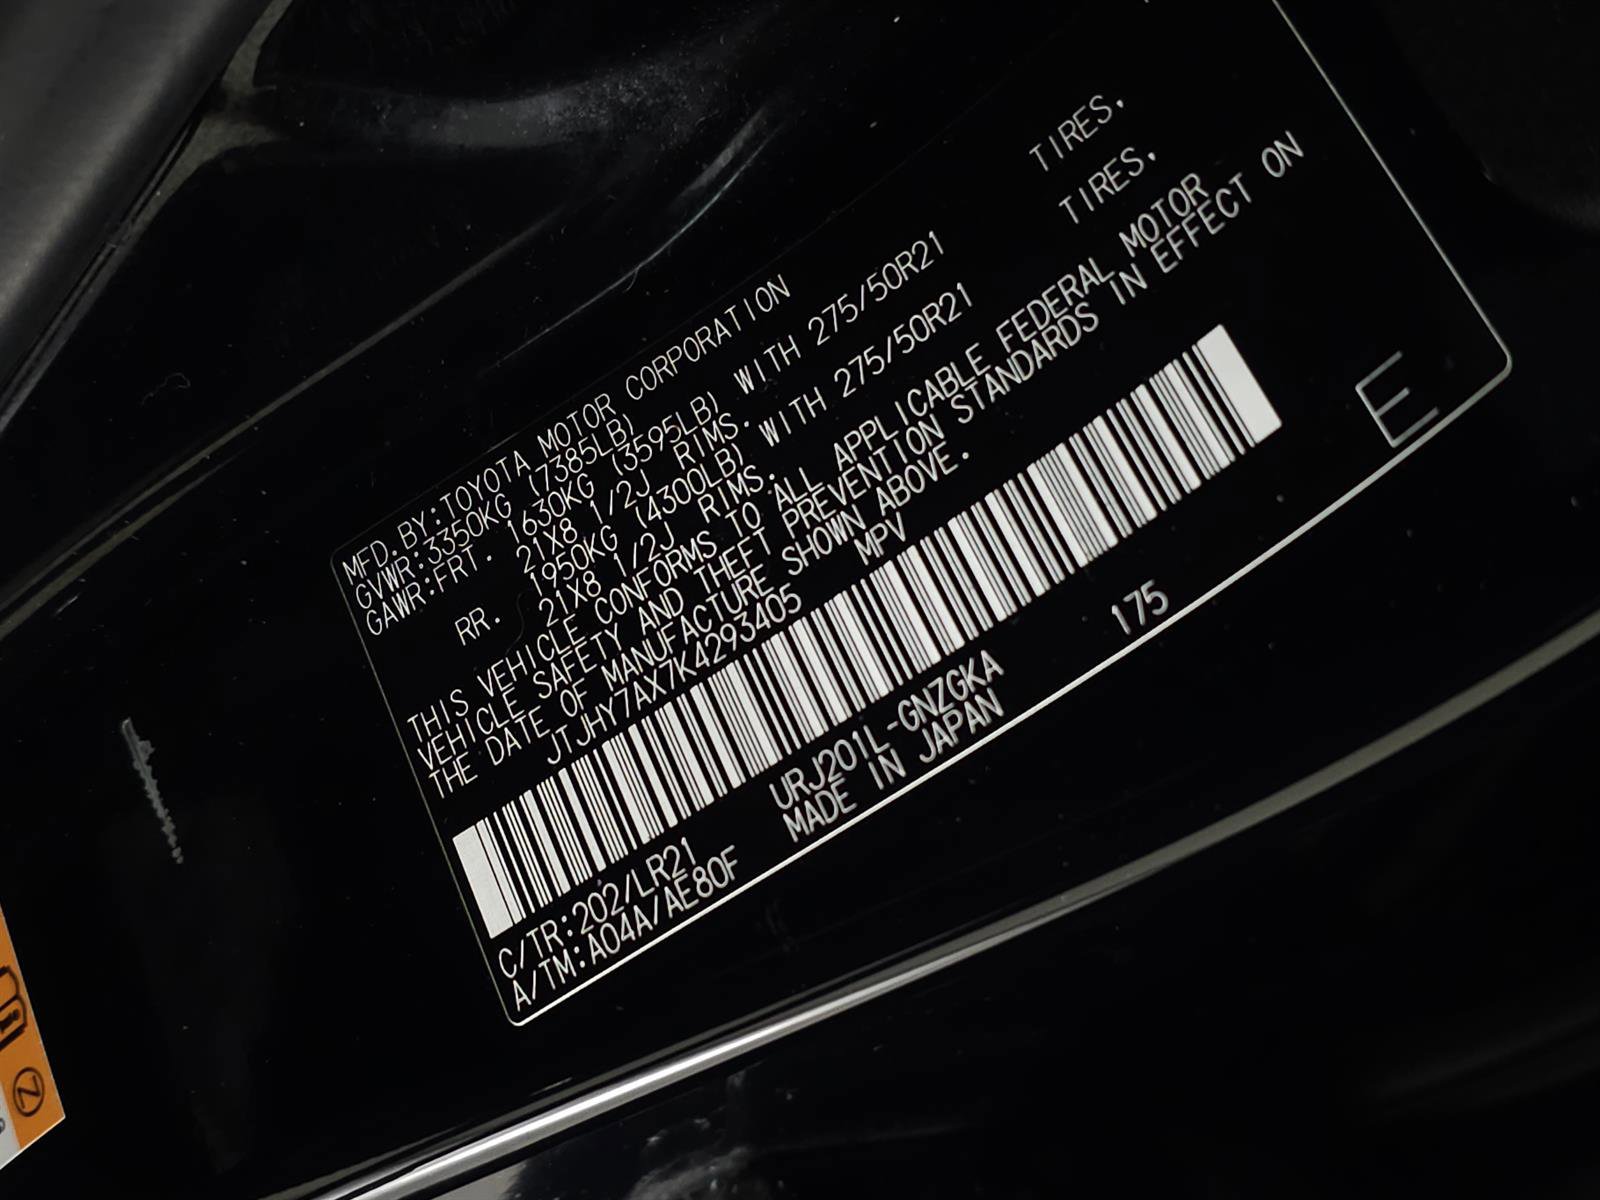 MFD.BY:TOYOTA MOTOR CORPORATION
GVWR:3350KG (7385LB)
GAWR:FRT. 1630KG (3595LB) WITH 275/50R21 TIRES.
21X8 1/2J RIMS.
RR. 1950KG (4300LB) WITH 275/50R21 TIRES.
21X8 1/2J RIMS.
THIS VEHICLE CONFORMS TO ALL APPLICABLE FEDERAL MOTOR
VEHICLE SAFETY AND THEFT PREVENTION STANDARDS IN EFFECT ON
THE DATE OF MANUFACTURE SHOWN ABOVE.
JTJHY7AX7K4293405 MPV
E
C/TR:202/LR21 URJ201L-GNZGKA 175
A/TM:A04A/AE80F MADE IN JAPAN
Z